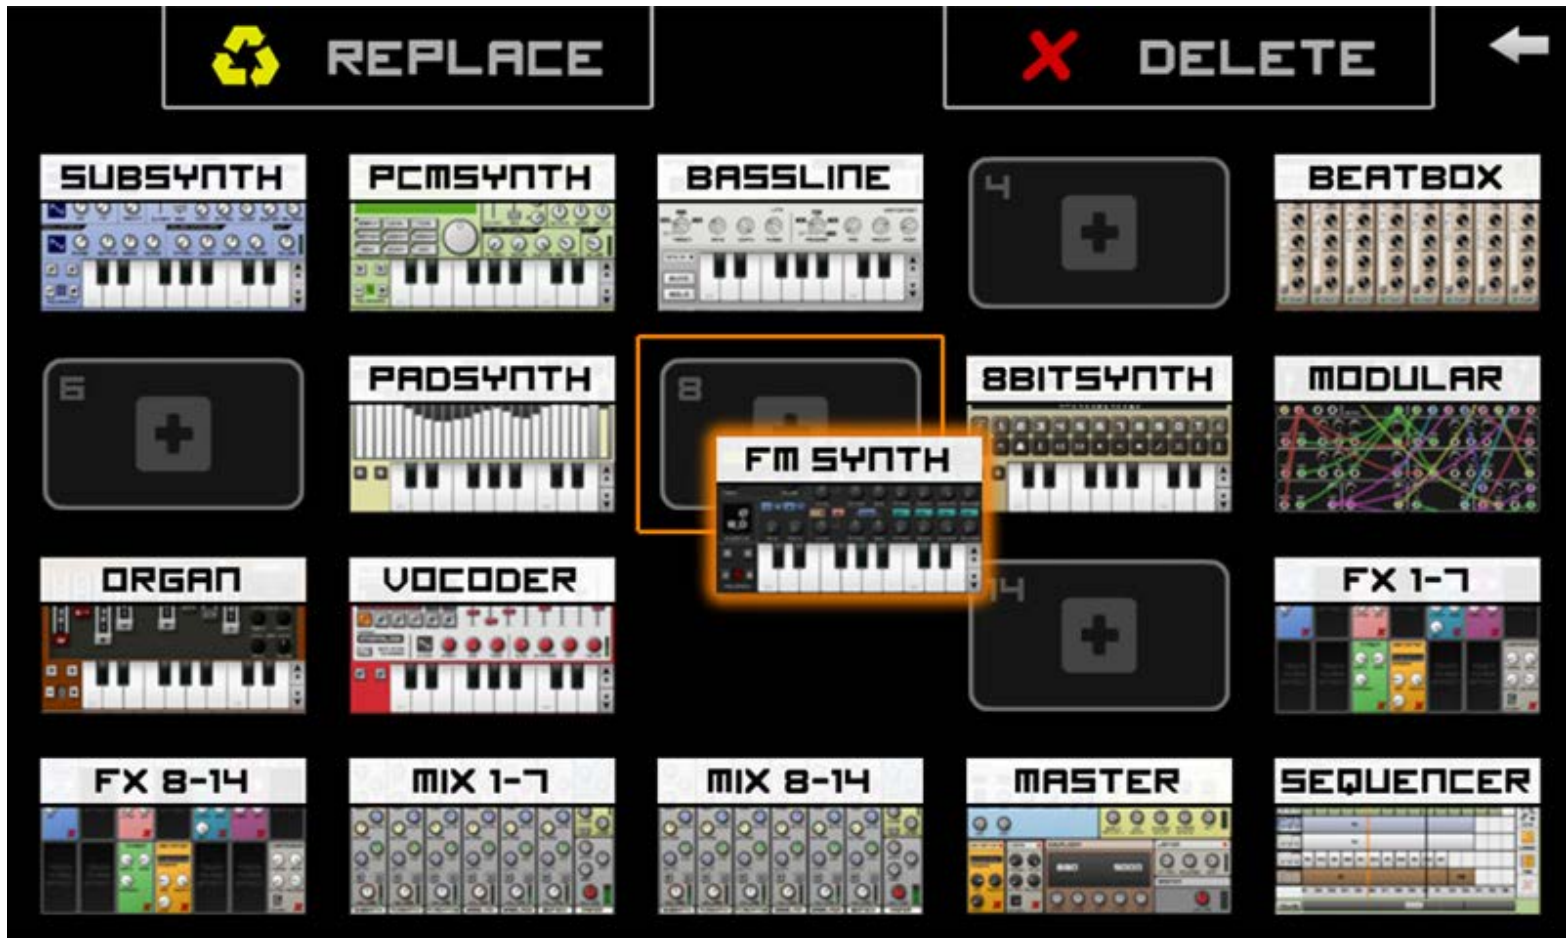 REPLACE
DELETE
SUBSYNTH
PCMSYNTH
BASSLINE
4
BEATBOX
6
PADSYNTH
8
8BITSYNTH
MODULAR
FM SYNTH
ORGAN
VOCODER
14
FX 1-7
FX 8-14
MIX 1-7
MIX 8-14
MASTER
SEQUENCER